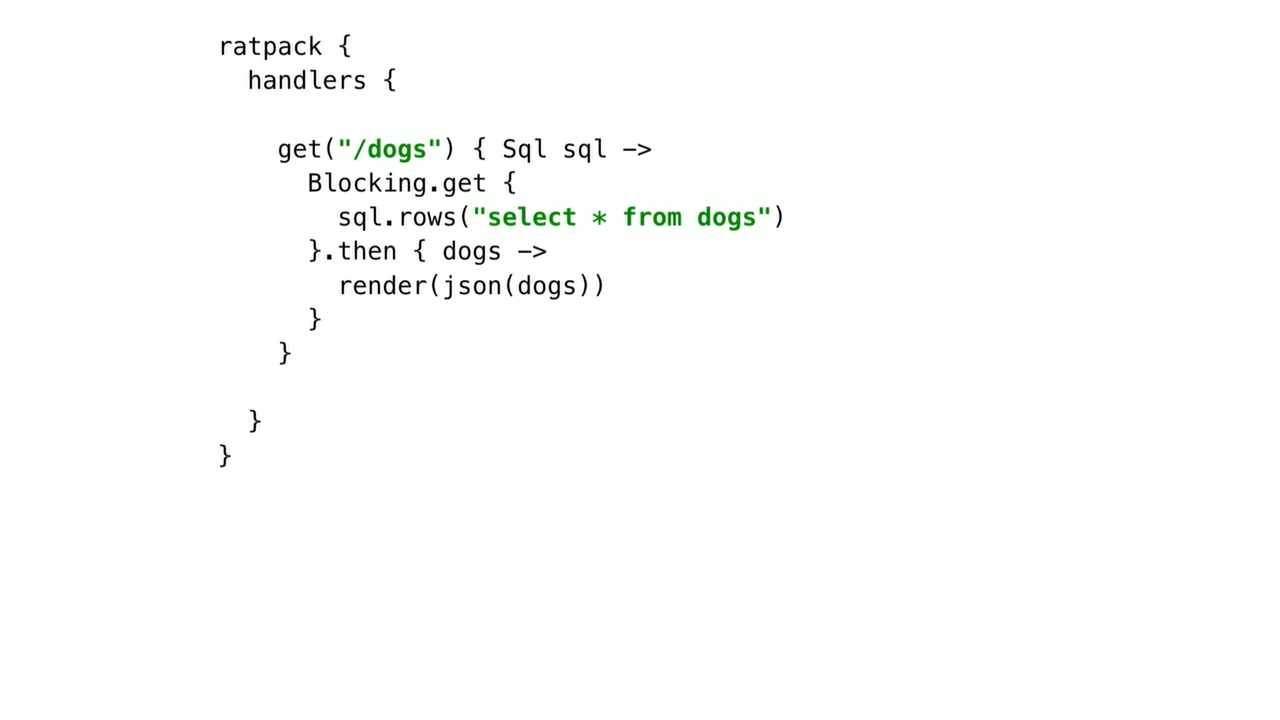 ratpack {
  handlers {

    get("/dogs") { Sql sql ->
      Blocking.get {
        sql.rows("select * from dogs")
      }.then { dogs ->
        render(json(dogs))
      }
    }

  }
}